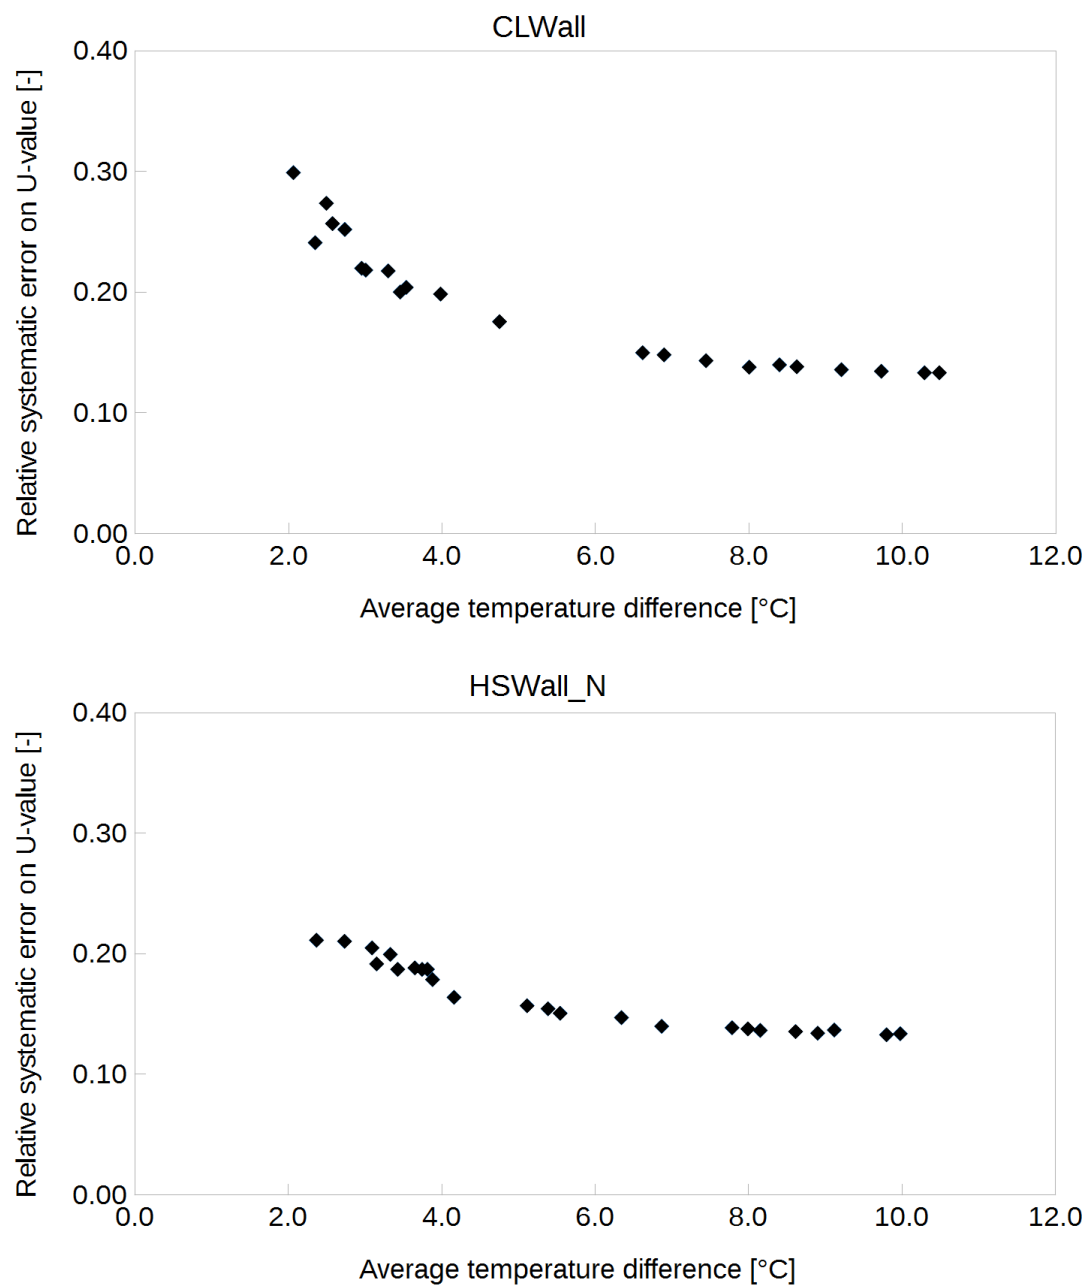 CLWall
Relative systematic error on U-value [-]
0.40
0.30
0.20
0.10
0.00
0.0 2.0 4.0 6.0 8.0 10.0 12.0
Average temperature difference [°C]
HSWall_N
Relative systematic error on U-value [-]
0.40
0.30
0.20
0.10
0.00
0.0 2.0 4.0 6.0 8.0 10.0 12.0
Average temperature difference [°C]